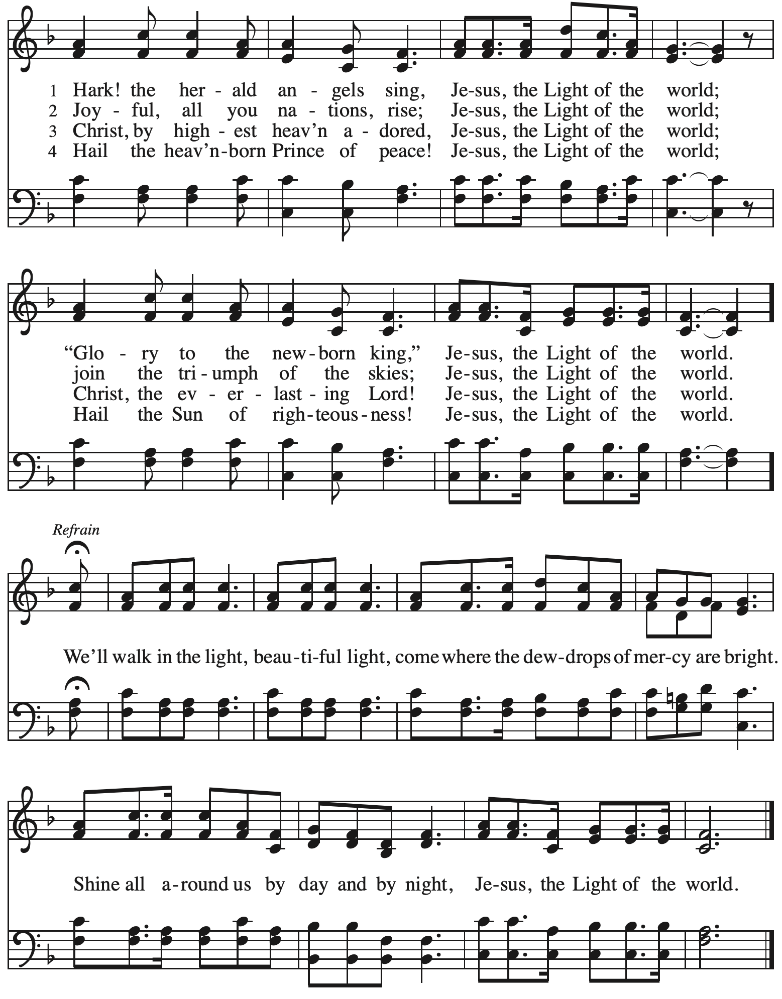 1 Hark! the her - ald an - gels sing, Je-sus, the Light of the world;
2 Joy - ful, all you na - tions, rise; Je-sus, the Light of the world;
3 Christ, by high - est heav’n a - dored, Je-sus, the Light of the world;
4 Hail the heav’n-born Prince of peace! Je-sus, the Light of the world;
“Glo - ry to the new-born king,” Je-sus, the Light of the world.
join the tri-umph of the skies; Je-sus, the Light of the world.
Christ, the ev - er - last - ing Lord! Je-sus, the Light of the world.
Hail the Sun of righ-teous-ness! Je-sus, the Light of the world.
Refrain
We’ll walk in the light, beau-ti-ful light, come where the dew-drops of mer-cy are bright.
Shine all a-round us by day and by night, Je-sus, the Light of the world.